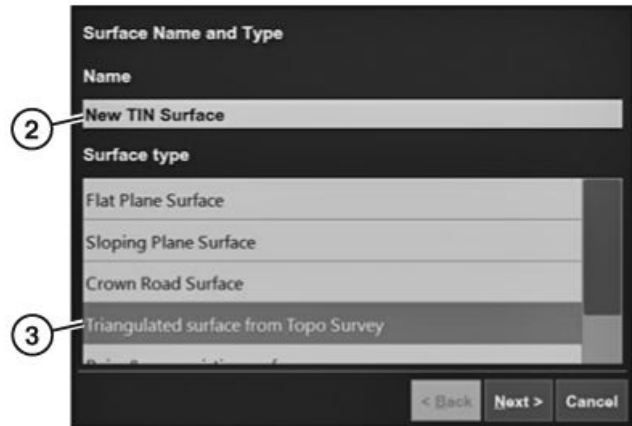 Surface Name and Type
Name
2
New TIN Surface
Surface type
Flat Plane Surface
Sloping Plane Surface
Crown Road Surface
3
Triangulated surface from Topo Survey
< Back Next > Cancel